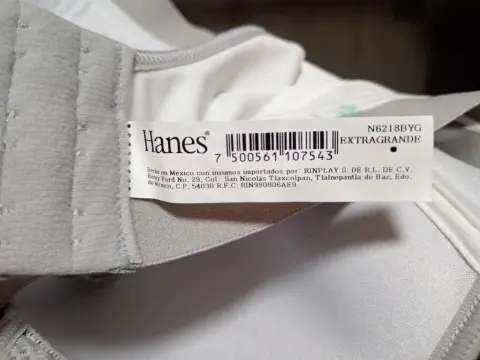 N6218BYG
Hanes®
EXTRAGRANDE
7 500561 107543
Hecho en México con insumos importados por: RINPLAY S. DE R.L. DE C.V.
Henry Ford No. 29, Col. San Nicolas Tlaxcolpan, Tlalnepantla de Baz, Edo.
de México, C.P. 54030 R.F.C. RIN980806AE9